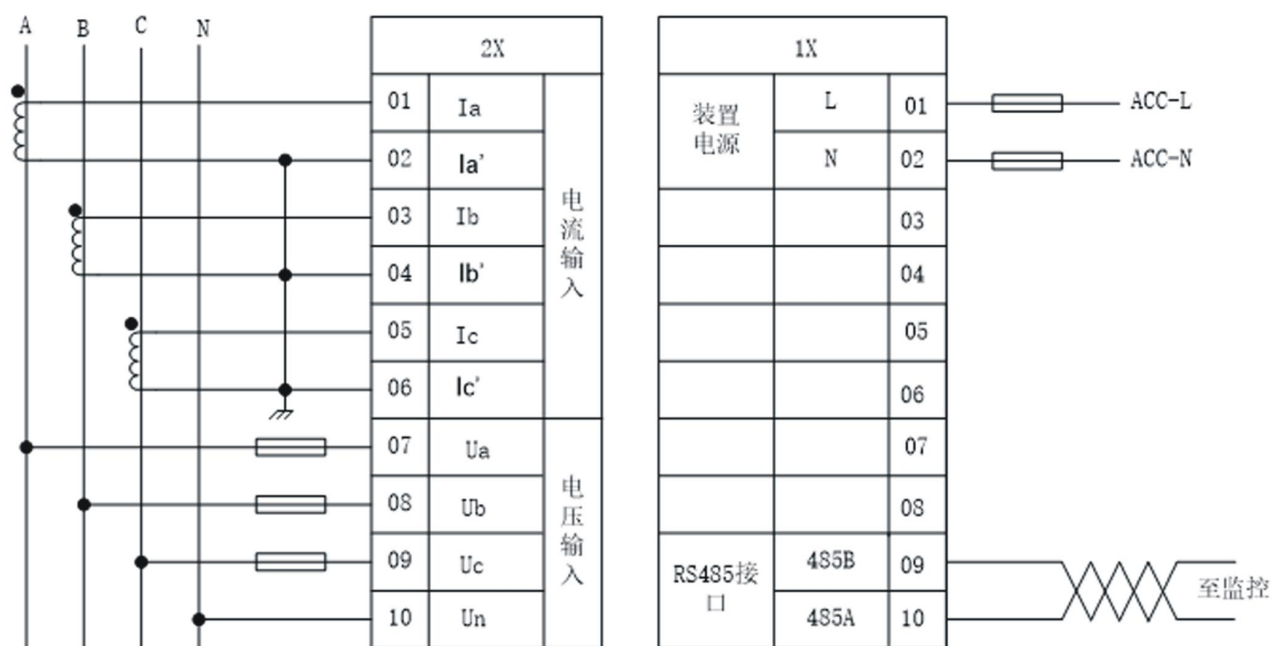 A B C N
2X
01 Ia
02 Ia'
03 Ib
04 Ib'
05 Ic
06 Ic'
电流输入
07 Ua
08 Ub
09 Uc
10 Un
电压输入
1X
装置
电源
L 01 ACC-L
N 02 ACC-N
03
04
05
06
07
08
RS485接
口
485B 09
485A 10
至监控